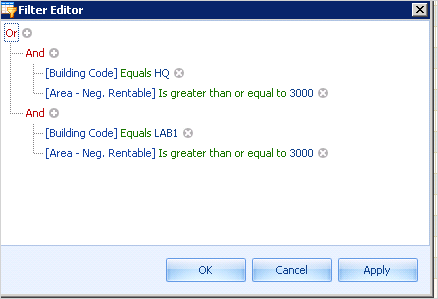 Filter Editor
Or
And
[Building Code] Equals HQ
[Area - Neg. Rentable] Is greater than or equal to 3000
And
[Building Code] Equals LAB1
[Area - Neg. Rentable] Is greater than or equal to 3000
OK Cancel Apply